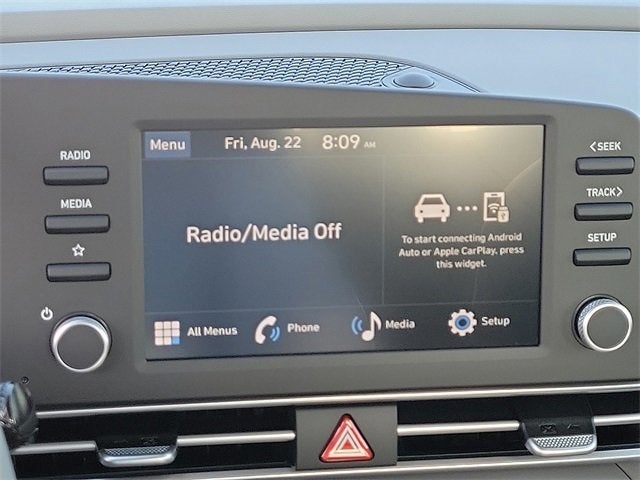 RADIO
MEDIA
Menu
Fri, Aug. 22 8:09 AM
Radio/Media Off
To start connecting Android
Auto or Apple CarPlay, press
this widget.
All Menus
Phone
Media
Setup
<SEEK
TRACK>
SETUP